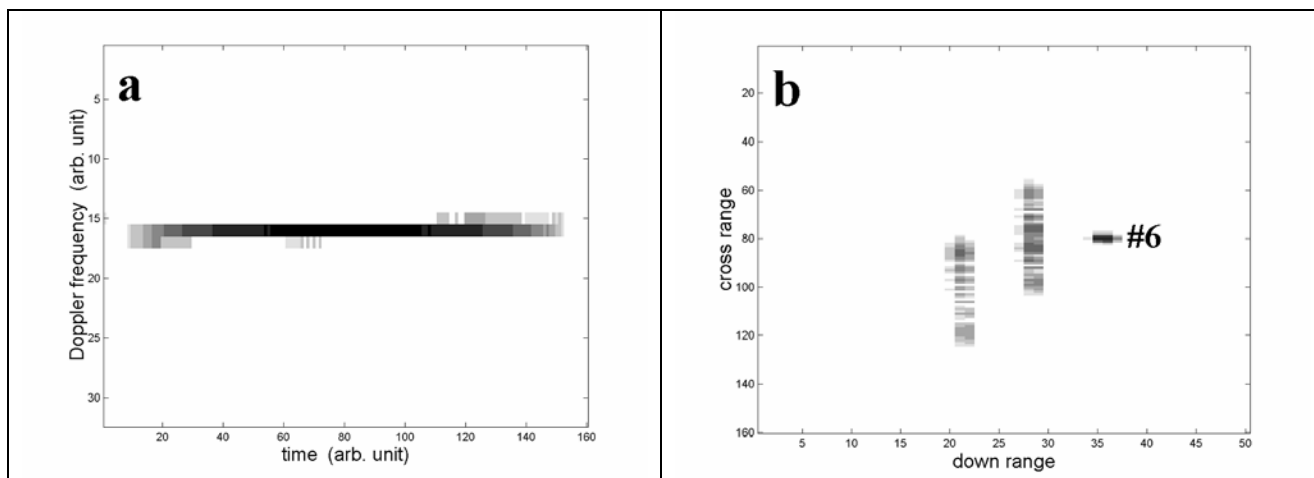 a
5
10
15
20
25
30
Doppler frequency (arb. unit)
20 40 60 80 100 120 140 160
time (arb. unit)
b
20
40
60
80
100
120
140
160
cross range
#6
5 10 15 20 25 30 35 40 45 50
down range